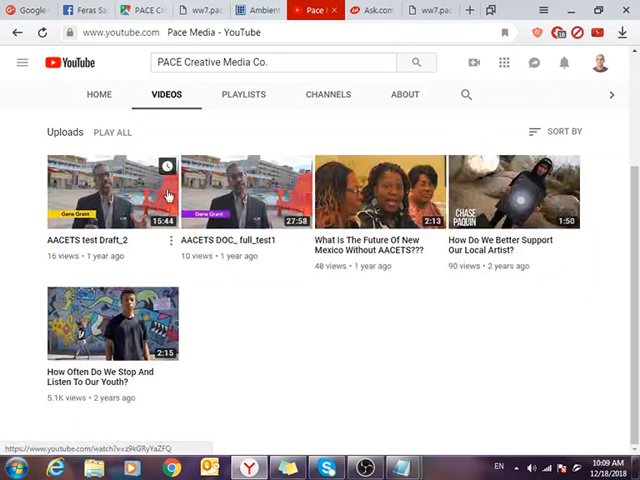 Google
Feras Sa
PACE Cr
ww7.p
Ambient
Pace M
Ask.com
ww7.pa
www.youtube.com
Pace Media - YouTube
YouTube
PACE Creative Media Co.
HOME
VIDEOS
PLAYLISTS
CHANNELS
ABOUT
Uploads
PLAY ALL
SORT BY
Gene Grant
15:44
Gene Grant
27:58
2:13
CHASE
PAQUIN
1:50
AACETS test Draft_2
16 views • 1 year ago
AACETS DOC_ full_test1
10 views • 1 year ago
What Is The Future Of New
Mexico Without AACETS???
48 views • 1 year ago
How Do We Better Support
Our Local Artist?
90 views • 2 years ago
2:15
How Often Do We Stop And
Listen To Our Youth?
5.1K views • 2 years ago
https://www.youtube.com/watch?v=z9kGRyYaZFQ
EN
10:09 AM
12/18/2018